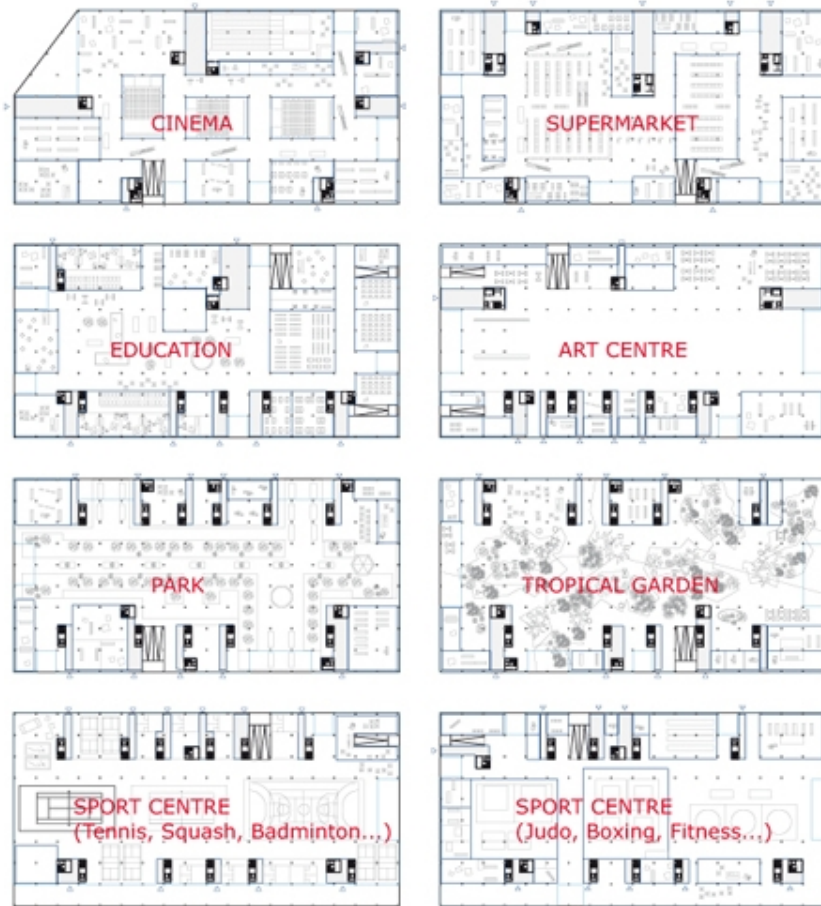 CINEMA
SUPERMARKET
EDUCATION
ART CENTRE
PARK
TROPICAL GARDEN
SPORT CENTRE
(Tennis, Squash, Badminton...)
SPORT CENTRE
(Judo, Boxing, Fitness...)